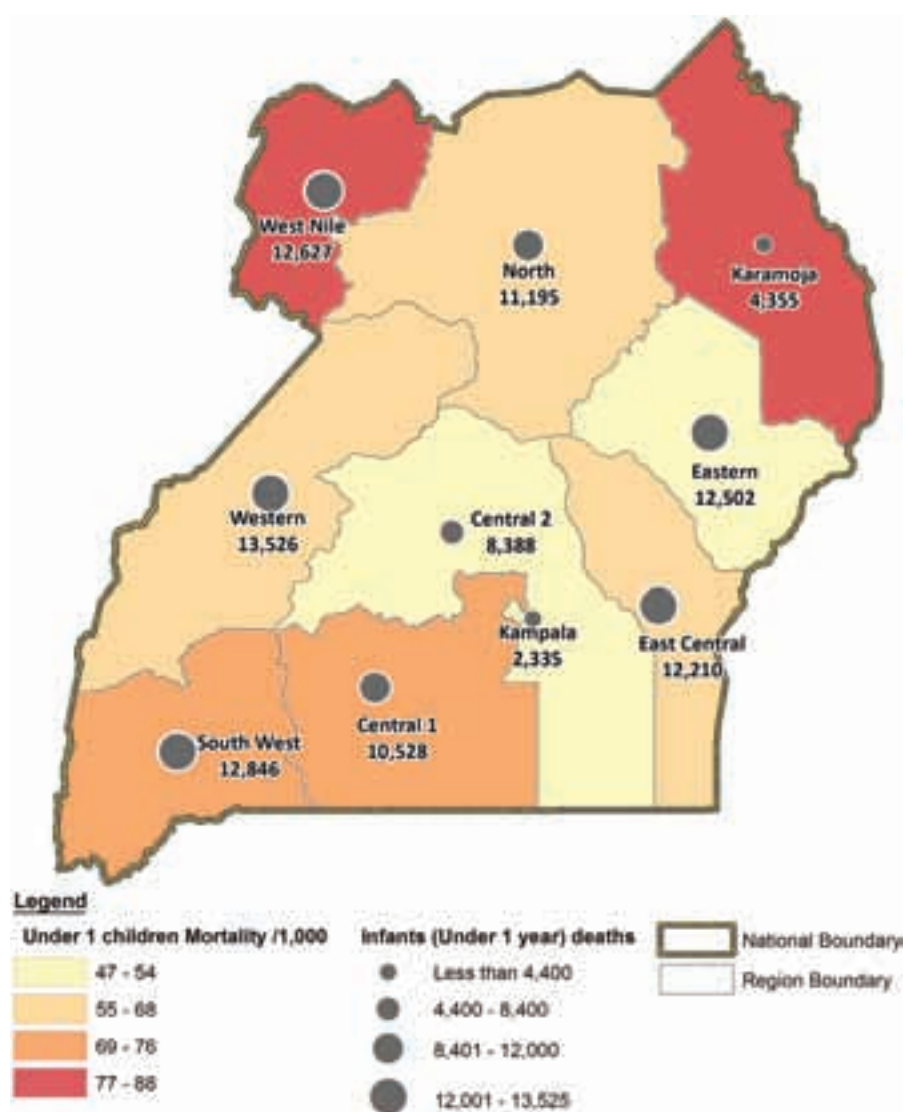 West Nile
12,627
North
11,195
Karamoja
4,355
Eastern
12,502
Western
13,526
Central 2
8,388
Kampala
2,335
East Central
12,210
Central 1
10,528
South West
12,846
Legend
Under 1 children Mortality /1,000
47 - 54
55 - 68
69 - 76
77 - 88
Infants (Under 1 year) deaths
Less than 4,400
4,400 - 8,400
8,401 - 12,000
12,001 - 13,525
National Boundary
Region Boundary